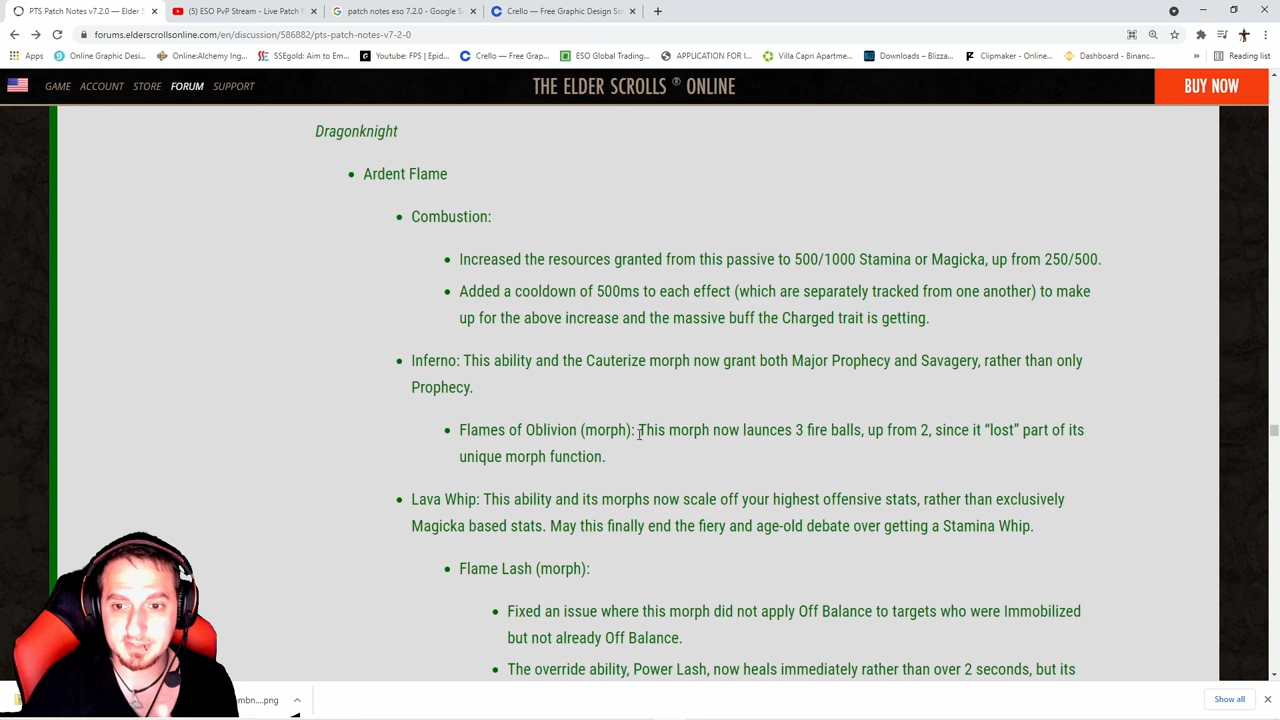 PTS Patch Notes v7.2.0 — Elder S
(5) ESO PvP Stream - Live Patch N
patch notes eso 7.2.0 - Google S
Crello — Free Graphic Design So
forums.elderscrollsonline.com/en/discussion/586882/pts-patch-notes-v7-2-0
Apps
Online Graphic Desi...
OnlineAlchemy Ing...
SSEgold: Aim to Em...
Youtube: FPS | Epid...
Crello — Free Grap...
ESO Global Trading...
APPLICATION FOR I...
Villa Capri Apartme...
Downloads – Blizza...
Clipmaker - Online...
Dashboard - Binanc...
Reading list
GAME ACCOUNT STORE FORUM SUPPORT
THE ELDER SCROLLS ® ONLINE
BUY NOW
Dragonknight
• Ardent Flame
• Combustion:
• Increased the resources granted from this passive to 500/1000 Stamina or Magicka, up from 250/500.
• Added a cooldown of 500ms to each effect (which are separately tracked from one another) to make
up for the above increase and the massive buff the Charged trait is getting.
• Inferno: This ability and the Cauterize morph now grant both Major Prophecy and Savagery, rather than only
Prophecy.
• Flames of Oblivion (morph): This morph now launces 3 fire balls, up from 2, since it “lost” part of its
unique morph function.
• Lava Whip: This ability and its morphs now scale off your highest offensive stats, rather than exclusively
Magicka based stats. May this finally end the fiery and age-old debate over getting a Stamina Whip.
• Flame Lash (morph):
• Fixed an issue where this morph did not apply Off Balance to targets who were Immobilized
but not already Off Balance.
• The override ability, Power Lash, now heals immediately rather than over 2 seconds, but its
mbn....png
Show all